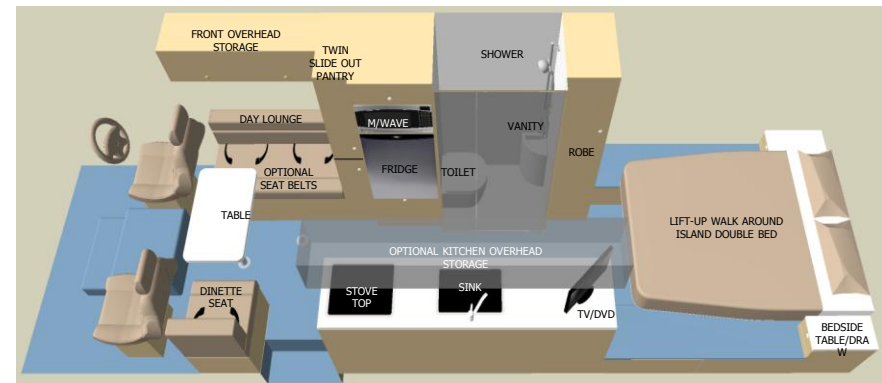 FRONT OVERHEAD
STORAGE
TWIN
SLIDE OUT
PANTRY
SHOWER
DAY LOUNGE
M/WAVE
VANITY
OPTIONAL
SEAT BELTS
FRIDGE
TOILET
ROBE
TABLE
LIFT-UP WALK AROUND
ISLAND DOUBLE BED
OPTIONAL KITCHEN OVERHEAD
STORAGE
DINETTE
SEAT
STOVE
TOP
SINK
TV/DVD
BEDSIDE
TABLE/DRA
W